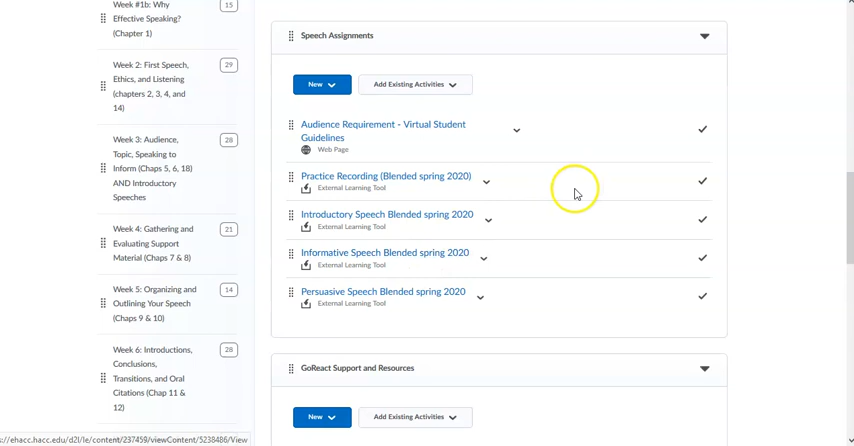 Week #1b: Why
15
Effective Speaking?
(Chapter 1)
Week 2: First Speech,
29
Ethics, and Listening
(chapters 2, 3, 4, and
14)
Week 3: Audience,
28
Topic, Speaking to
Inform (Chaps 5, 6, 18)
AND Introductory
Speeches
Week 4: Gathering and
21
Evaluating Support
Material (Chaps 7 & 8)
Week 5: Organizing and
14
Outlining Your Speech
(Chaps 9 & 10)
Week 6: Introductions,
28
Conclusions,
Transitions, and Oral
Citations (Chap 11 &
12)
Speech Assignments
New
Add Existing Activities
Audience Requirement - Virtual Student
Guidelines
Web Page
Practice Recording (Blended spring 2020)
External Learning Tool
Introductory Speech Blended spring 2020
External Learning Tool
Informative Speech Blended spring 2020
External Learning Tool
Persuasive Speech Blended spring 2020
External Learning Tool
GoReact Support and Resources
New
Add Existing Activities
s://ehacc.hacc.edu/d2l/le/content/237459/viewContent/5238486/View